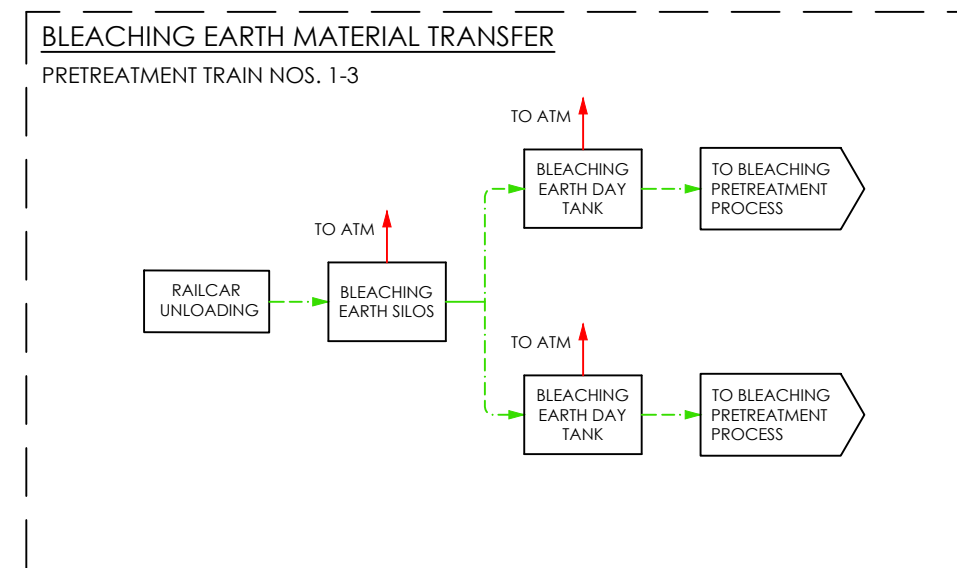 BLEACHING EARTH MATERIAL TRANSFER
PRETREATMENT TRAIN NOS. 1-3
TO ATM
BLEACHING
EARTH DAY
TANK
TO BLEACHING
PRETREATMENT
PROCESS
TO ATM
RAILCAR
UNLOADING
BLEACHING
EARTH SILOS
TO ATM
BLEACHING
EARTH DAY
TANK
TO BLEACHING
PRETREATMENT
PROCESS